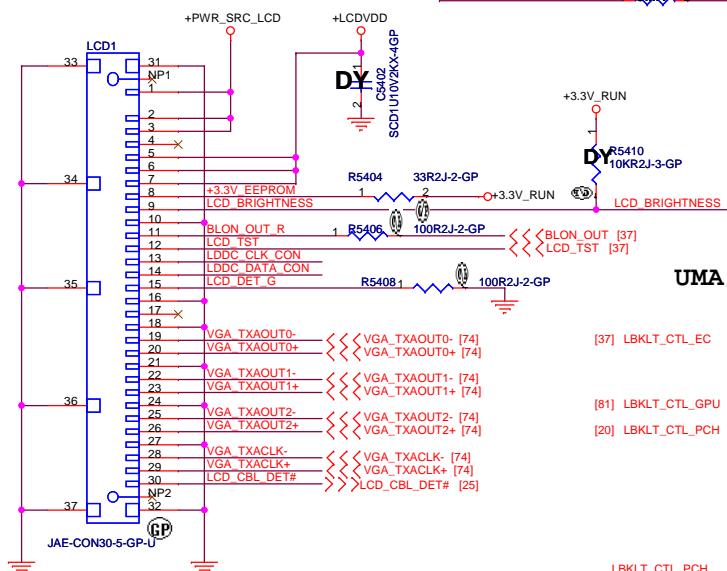 +PWR_SRC_LCD
+LCDVDD
LCD1
33
31
NP1
1
2
3
4
5
6
34
7
8
9
10
11
12
13
14
15
35
16
17
18
19
20
21
22
23
36
24
25
26
27
28
29
30
NP2
37
32
GP
JAE-CON30-5-GP-U
1
DY
2
C5402
SCD1U10V2KX-4GP
+3.3V_RUN
1
DY
R5410
10KR2J-3-GP
R5404
33R2J-2-GP
+3.3V_EEPROM
1
2
+3.3V_RUN
LCD_BRIGHTNESS
LCD_BRIGHTNESS
BLON_OUT_R
1
R5406
100R2J-2-GP
BLON_OUT [37]
LCD_TST
LCD_TST [37]
LDDC_CLK_CON
LDDC_DATA_CON
LCD_DET_G
R5408
1
100R2J-2-GP
UMA
VGA_TXAOUT0-
VGA_TXAOUT0- [74]
VGA_TXAOUT0+
VGA_TXAOUT0+ [74]
[37] LBKLT_CTL_EC
VGA_TXAOUT1-
VGA_TXAOUT1- [74]
VGA_TXAOUT1+
VGA_TXAOUT1+ [74]
[81] LBKLT_CTL_GPU
VGA_TXAOUT2-
VGA_TXAOUT2- [74]
VGA_TXAOUT2+
VGA_TXAOUT2+ [74]
[20] LBKLT_CTL_PCH
VGA_TXACLK-
VGA_TXACLK- [74]
VGA_TXACLK+
VGA_TXACLK+ [74]
LCD_CBL_DET#
LCD_CBL_DET# [25]
LBKLT_CTL_PCH